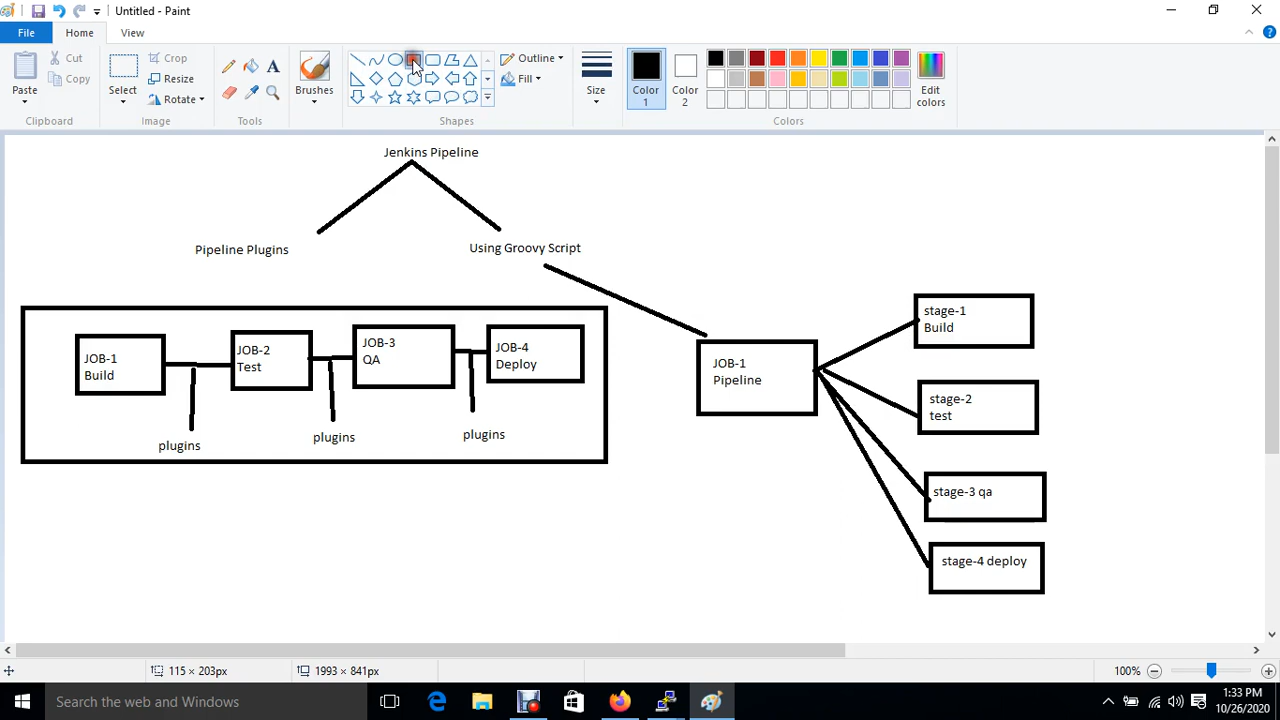 Untitled - Paint
File
Home
View
Paste
Cut
Copy
Clipboard
Select
Crop
Resize
Rotate
Image
Tools
Brushes
Shapes
Outline
Fill
Size
Color
1
Color
2
Edit
colors
Colors
Jenkins Pipeline
Pipeline Plugins
Using Groovy Script
JOB-1
Build
JOB-2
Test
JOB-3
QA
JOB-4
Deploy
plugins
plugins
plugins
JOB-1
Pipeline
stage-1
Build
stage-2
test
stage-3 qa
stage-4 deploy
115 × 203px
1993 × 841px
100%
Search the web and Windows
1:33 PM
10/26/2020